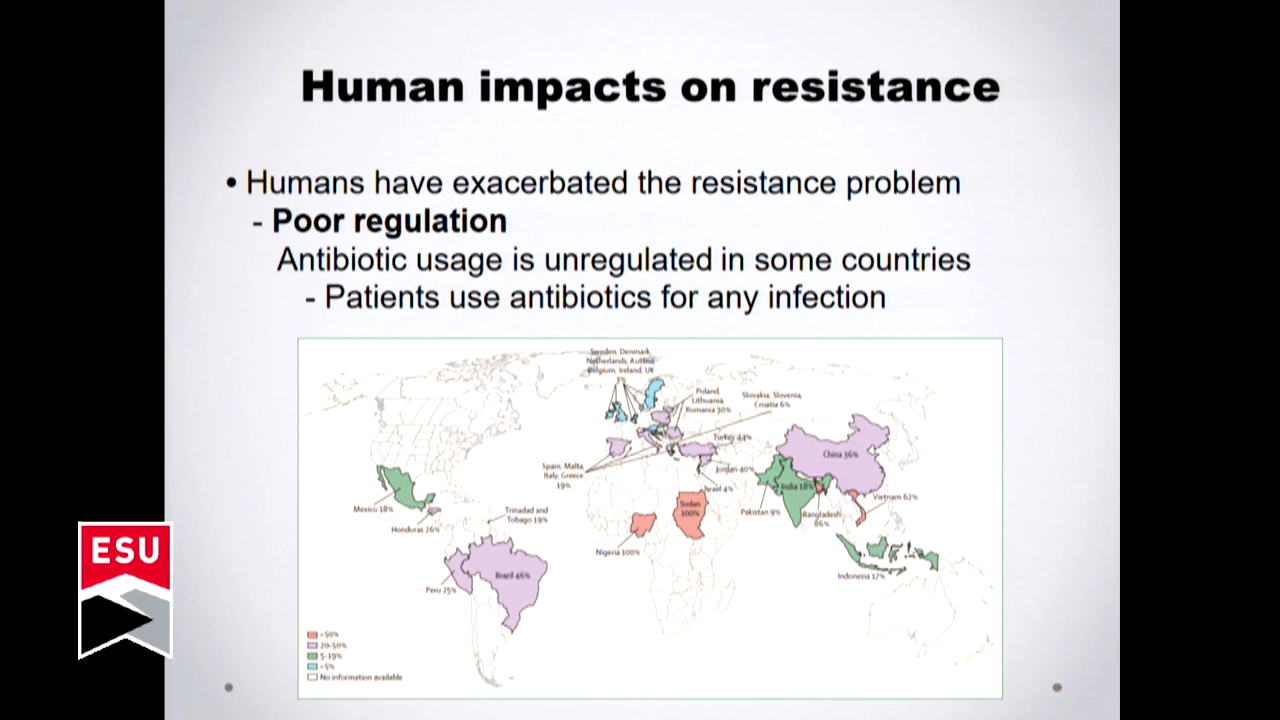 Human impacts on resistance
• Humans have exacerbated the resistance problem
- Poor regulation
Antibiotic usage is unregulated in some countries
- Patients use antibiotics for any infection
Sweden, Denmark,
Netherlands, Austria,
Belgium, Ireland, UK
Poland,
Lithuania,
Romania 30%
Slovakia, Slovenia,
Croatia 6%
Turkey 44%
Jordan 40%
Israel 4%
Spain, Malta,
Italy, Greece
19%
China 36%
India 18%
Pakistan 9%
Bangladesh
86%
Vietnam 62%
Indonesia 17%
Sudan
100%
Nigeria 100%
Mexico 18%
Honduras 26%
Trinadad and
Tobago 19%
Peru 25%
Brazil 46%
>50%
20-50%
5-19%
<5%
No information available
ESU